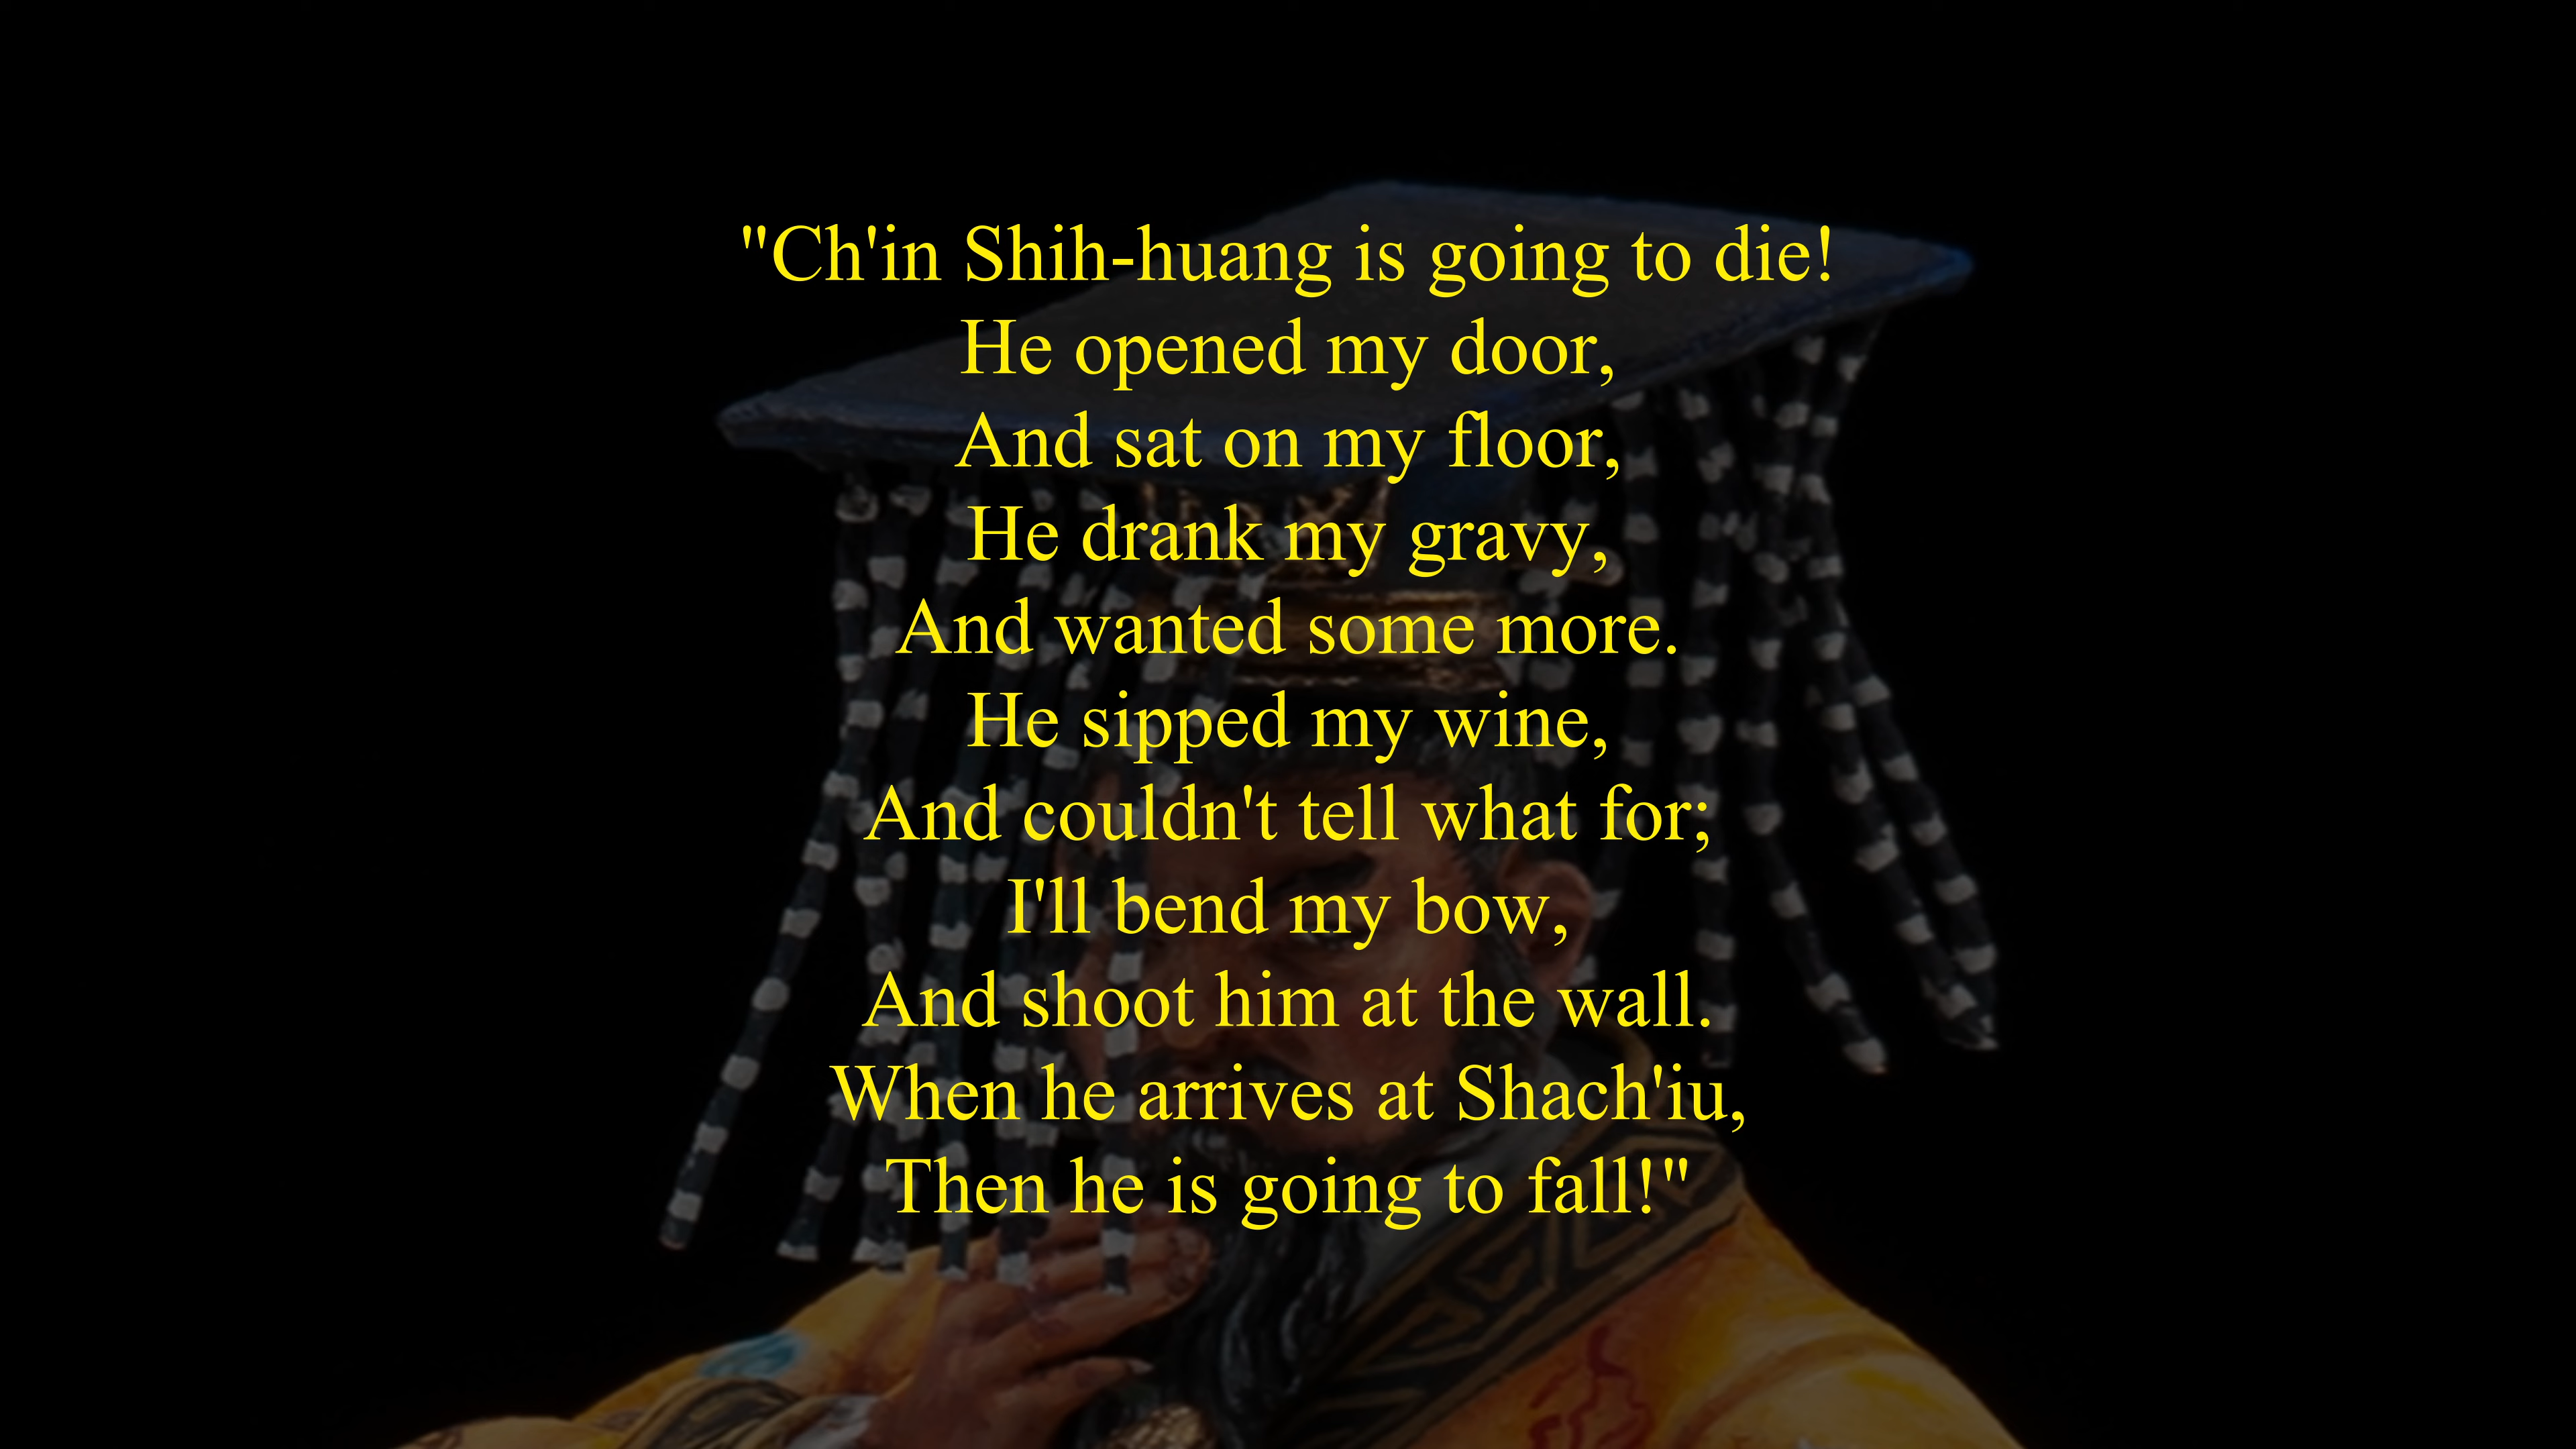 "Ch'in Shih-huang is going to die!
He opened my door,
And sat on my floor,
He drank my gravy,
And wanted some more.
He sipped my wine,
And couldn't tell what for;
I'll bend my bow,
And shoot him at the wall.
When he arrives at Shach'iu,
Then he is going to fall!"